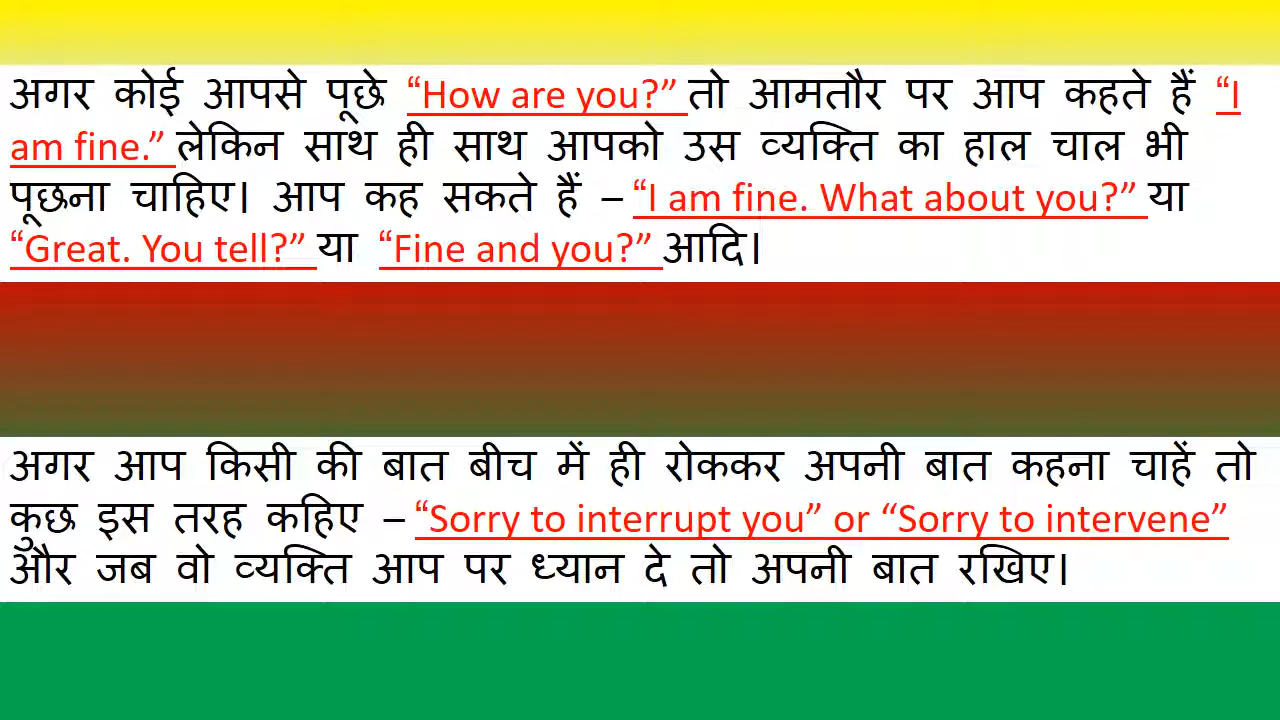 अगर कोई आपसे पूछे “How are you?” तो आमतौर पर आप कहते हैं “I
am fine.” लेकिन साथ ही साथ आपको उस व्यक्ति का हाल चाल भी
पूछना चाहिए। आप कह सकते हैं – “I am fine. What about you?” या
“Great. You tell?” या “Fine and you?” आदि।
अगर आप किसी की बात बीच में ही रोककर अपनी बात कहना चाहें तो
कुछ इस तरह कहिए – “Sorry to interrupt you” or “Sorry to intervene”
और जब वो व्यक्ति आप पर ध्यान दे तो अपनी बात रखिए।